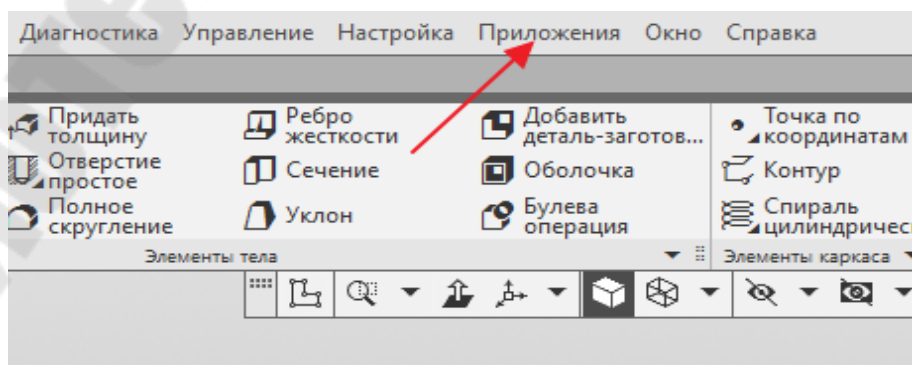 Диагностика Управление Настройка Приложения Окно Справка
Придать
толщину
Ребро
жесткости
Добавить
деталь-заготов...
Точка по
координатам
Отверстие
простое
Сечение
Оболочка
Контур
Полное
скругление
Уклон
Булева
операция
Спираль
цилиндричес
Элементы тела
Элементы каркаса